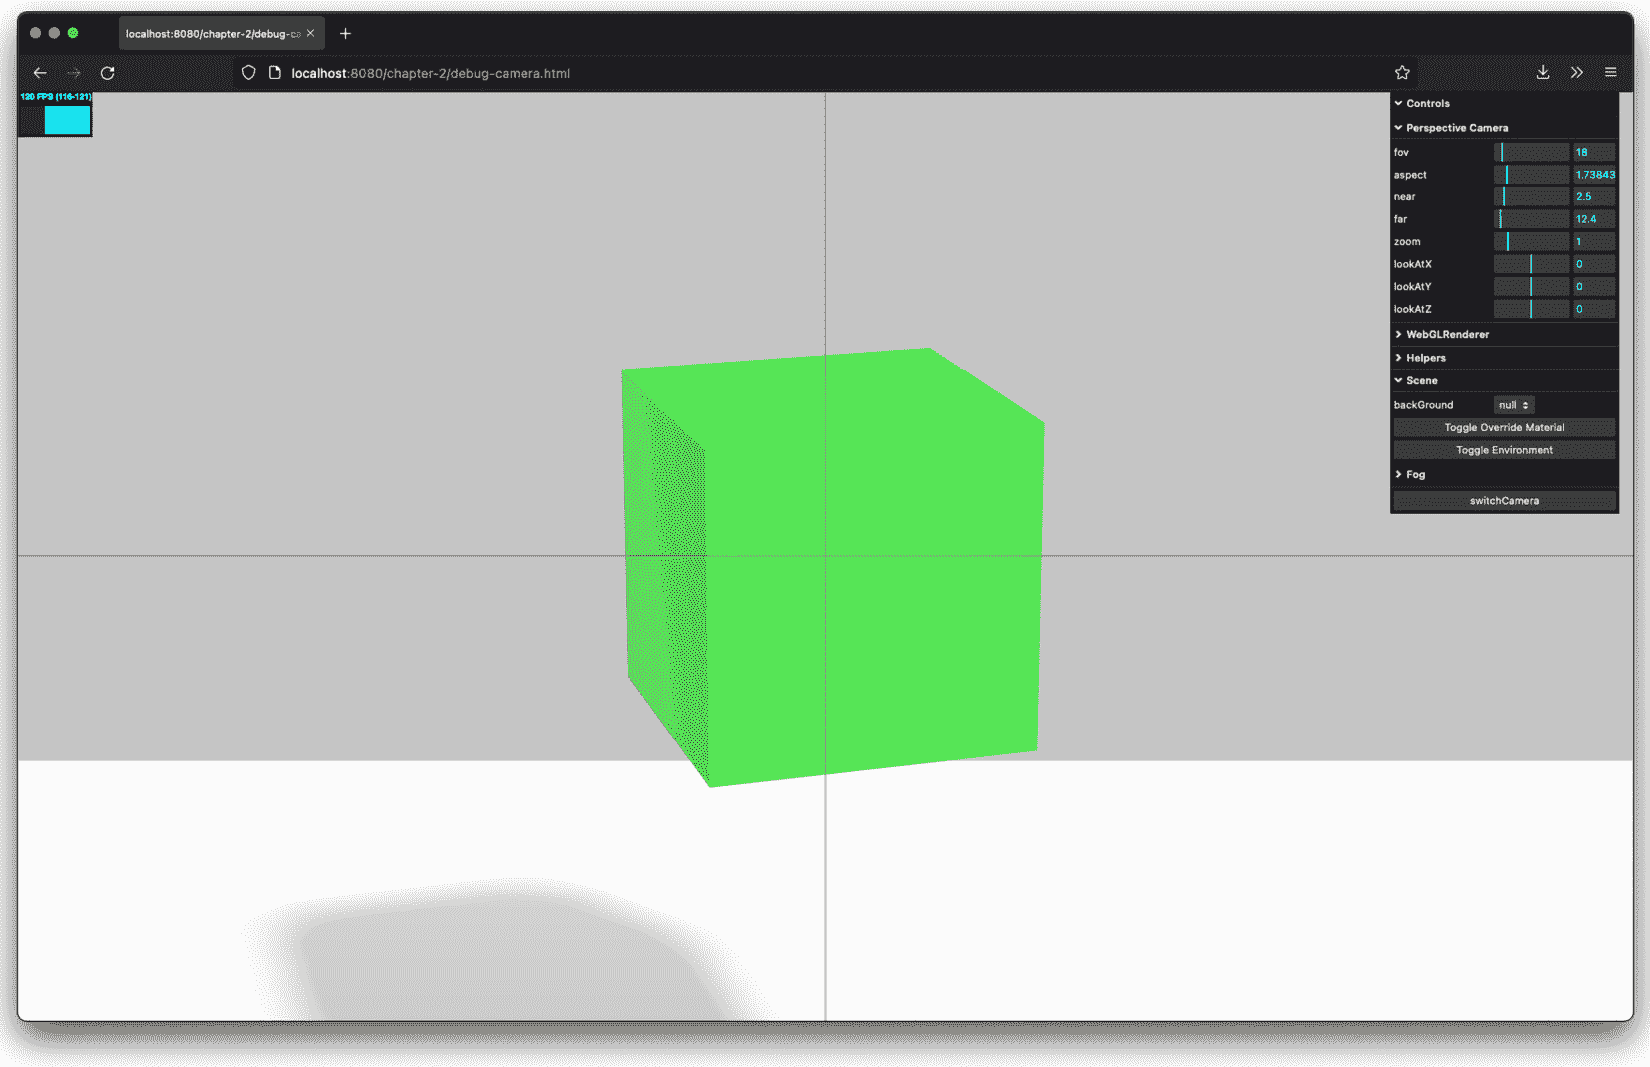 localhost:8080/chapter-2/debug-ca
localhost:8080/chapter-2/debug-camera.html
120 FPS (116-121)
Controls
Perspective Camera
fov 18
aspect 1.73843
near 2.5
far 12.4
zoom 1
lookAtX 0
lookAtY 0
lookAtZ 0
WebGLRenderer
Helpers
Scene
backGround null
Toggle Override Material
Toggle Environment
Fog
switchCamera